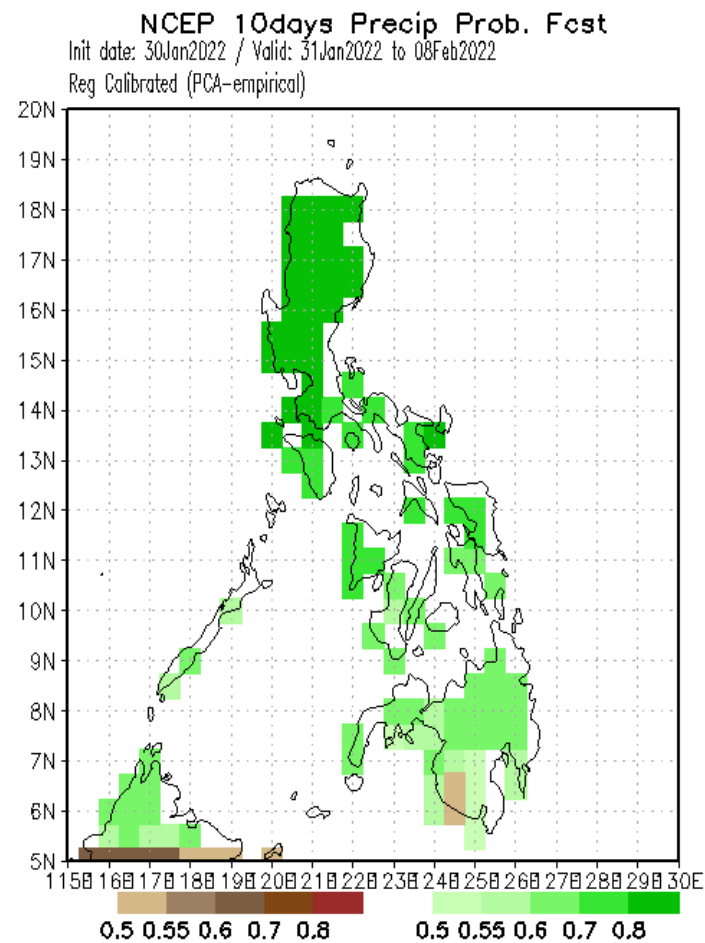 NCEP 10days Precip Prob. Fcst
Init date: 30Jan2022 / Valid: 31Jan2022 to 08Feb2022
Reg Calibrated (PCA-empirical)
20N
19N
18N
17N
16N
15N
14N
13N
12N
11N
10N
9N
8N
7N
6N
5N
0.5 0.55 0.6 0.7 0.8 0.5 0.55 0.6 0.7 0.8